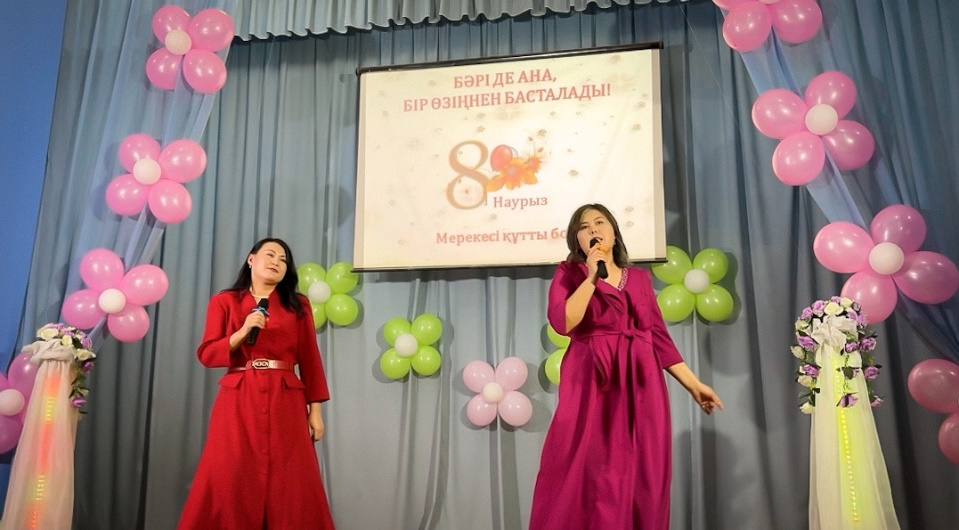 БӘРІ ДЕ АНА,
БІР ӨЗІҢНЕН БАСТАЛАДЫ!
8
Наурыз
Мерекесі құтты